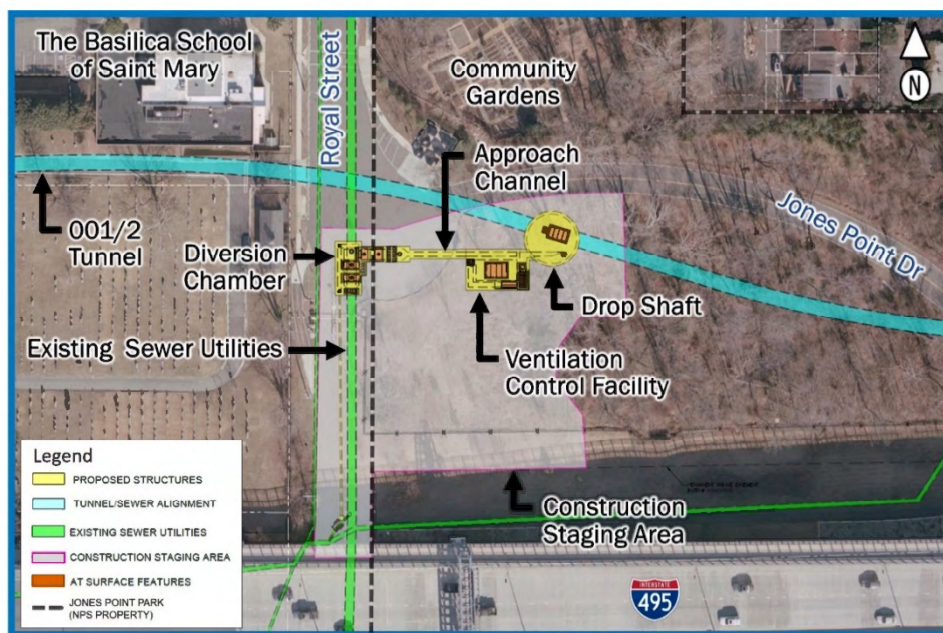 The Basilica School
of Saint Mary
Royal Street
Community
Gardens
N
Approach
Channel
001/2
Tunnel
Diversion
Chamber
Jones Point Dr
Drop Shaft
Existing Sewer Utilities
Ventilation
Control Facility
Construction
Staging Area
Legend
PROPOSED STRUCTURES
TUNNEL/SEWER ALIGNMENT
EXISTING SEWER UTILITIES
CONSTRUCTION STAGING AREA
AT SURFACE FEATURES
JONES POINT PARK
(NPS PROPERTY)
INTERSTATE
495